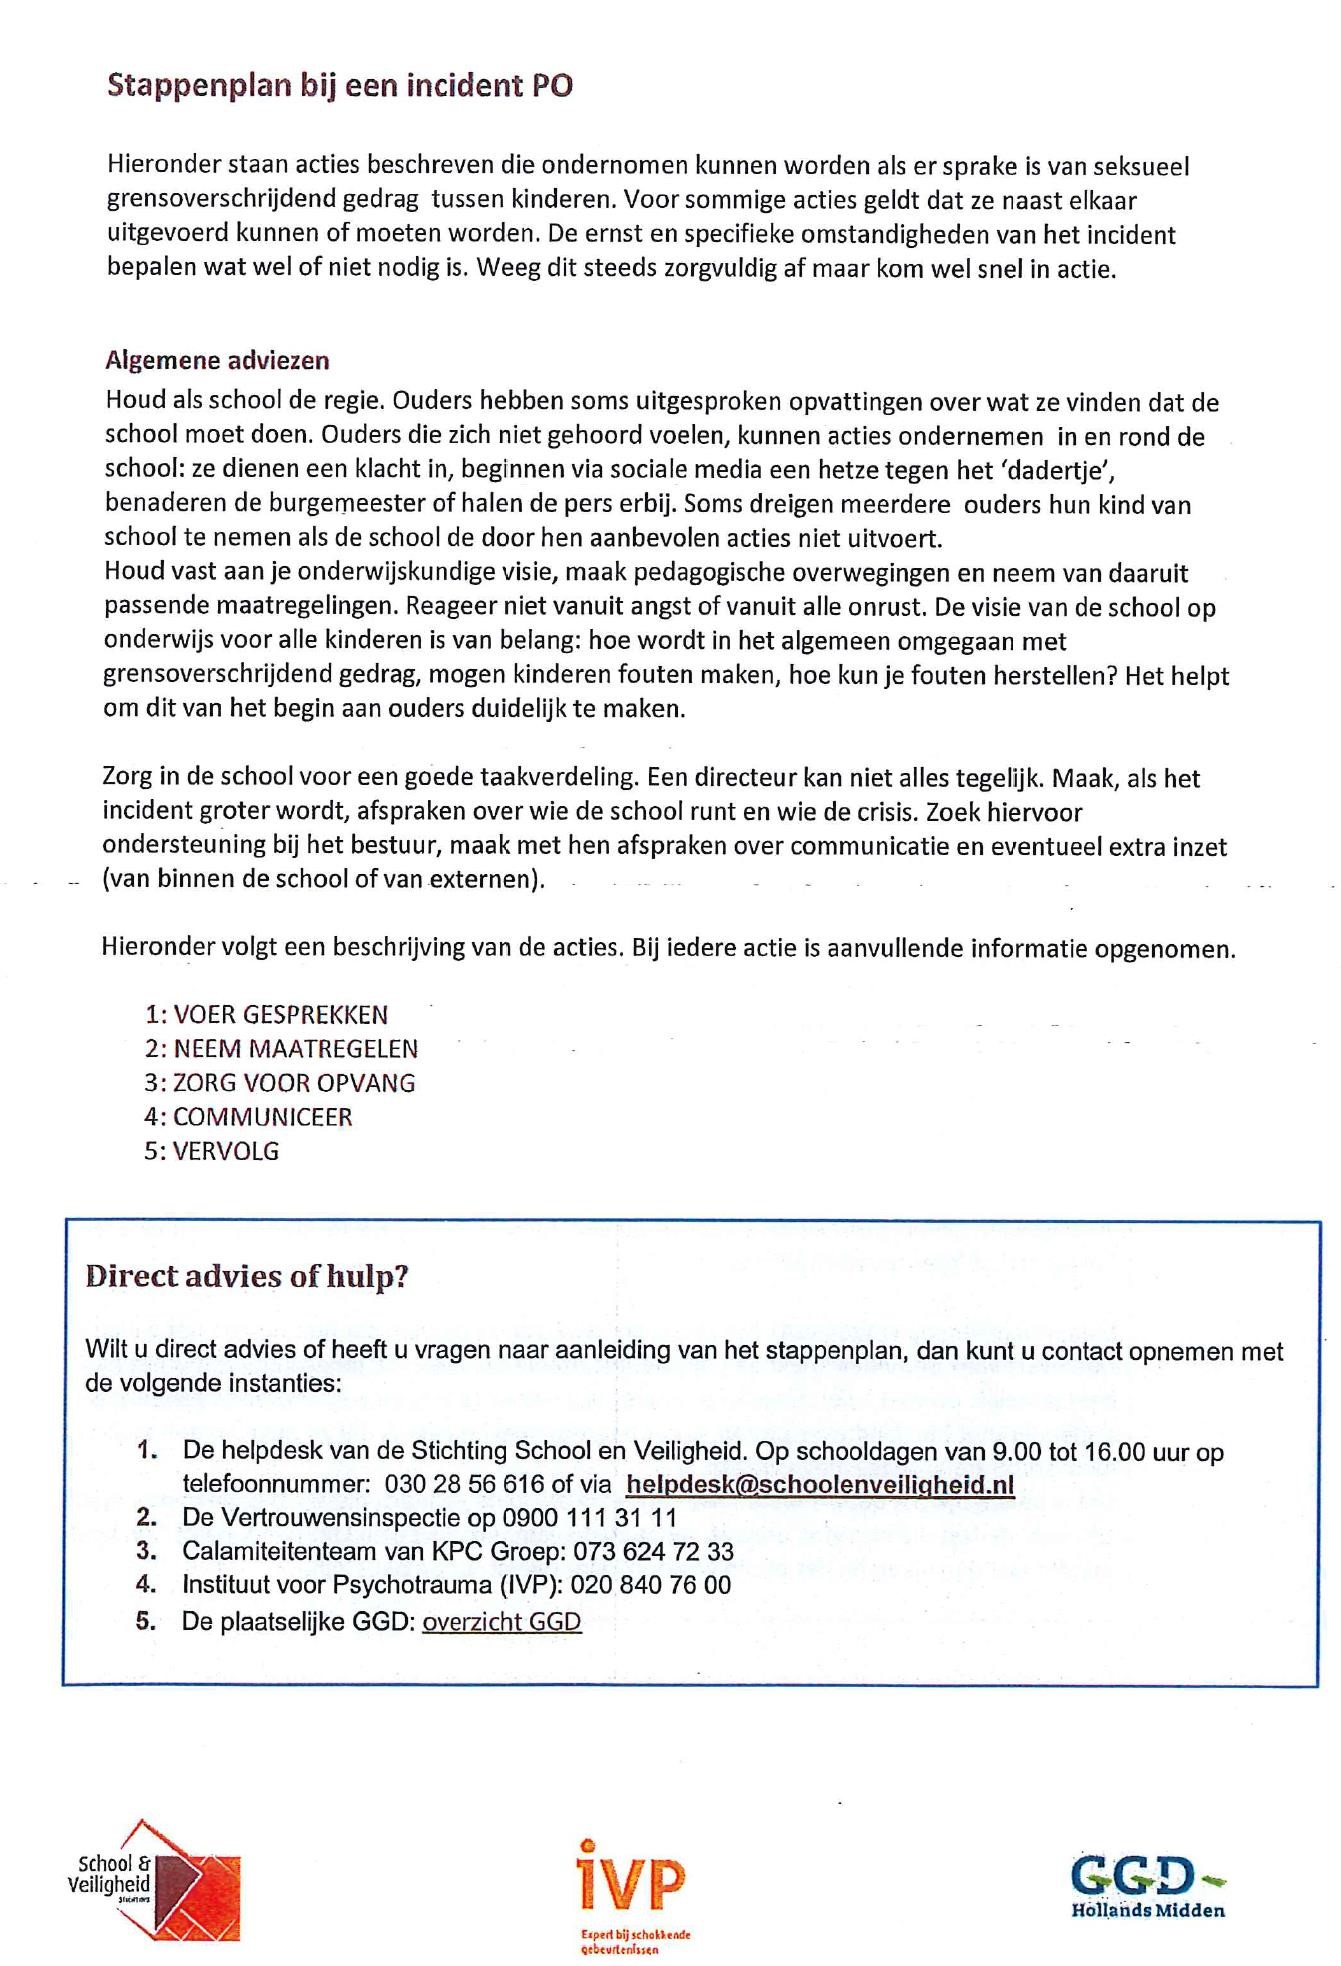 Stappenplan bij een incident PO
Hieronder staan acties beschreven die ondernomen kunnen worden als er sprake is van seksueel
grensoverschrijdend gedrag tussen kinderen. Voor sommige acties geldt dat ze naast elkaar
uitgevoerd kunnen of moeten worden. De ernst en specifieke omstandigheden van het incident
bepalen wat wel of niet nodig is. Weeg dit steeds zorgvuldig af maar kom wel snel in actie.
Algemene adviezen
Houd als school de regie. Ouders hebben soms uitgesproken opvattingen over wat ze vinden dat de
school moet doen. Ouders die zich niet gehoord voelen, kunnen acties ondernemen in en rond de
school: ze dienen een klacht in, beginnen via sociale media een hetze tegen het ‘dadertje’,
benaderen de burgemeester of halen de pers erbij. Soms dreigen meerdere ouders hun kind van
school te nemen als de school de door hen aanbevolen acties niet uitvoert.
Houd vast aan je onderwijskundige visie, maak pedagogische overwegingen en neem van daaruit
passende maatregelingen. Reageer niet vanuit angst of vanuit alle onrust. De visie van de school op
onderwijs voor alle kinderen is van belang: hoe wordt in het algemeen omgegaan met
grensoverschrijdend gedrag, mogen kinderen fouten maken, hoe kun je fouten herstellen? Het helpt
om dit van het begin aan ouders duidelijk te maken.
Zorg in de school voor een goede taakverdeling. Een directeur kan niet alles tegelijk. Maak, als het
incident groter wordt, afspraken over wie de school runt en wie de crisis. Zoek hiervoor
ondersteuning bij het bestuur, maak met hen afspraken over communicatie en eventueel extra inzet
(van binnen de school of van externen).
Hieronder volgt een beschrijving van de acties. Bij iedere actie is aanvullende informatie opgenomen.
1: VOER GESPREKKEN
2: NEEM MAATREGELEN
3: ZORG VOOR OPVANG
4: COMMUNICEER
5: VERVOLG
Direct advies of hulp?
Wilt u direct advies of heeft u vragen naar aanleiding van het stappenplan, dan kunt u contact opnemen met
de volgende instanties:
1. De helpdesk van de Stichting School en Veiligheid. Op schooldagen van 9.00 tot 16.00 uur op
telefoonnummer: 030 28 56 616 of via helpdesk@schoolenveiligheid.nl
2. De Vertrouwensinspectie op 0900 111 31 11
3. Calamiteitenteam van KPC Groep: 073 624 72 33
4. Instituut voor Psychotrauma (IVP): 020 840 76 00
5. De plaatselijke GGD: overzicht GGD
School &
Veiligheid
STICHTING
iVP
Expert bij schokkende
gebeurtenissen
GGD
Hollands Midden